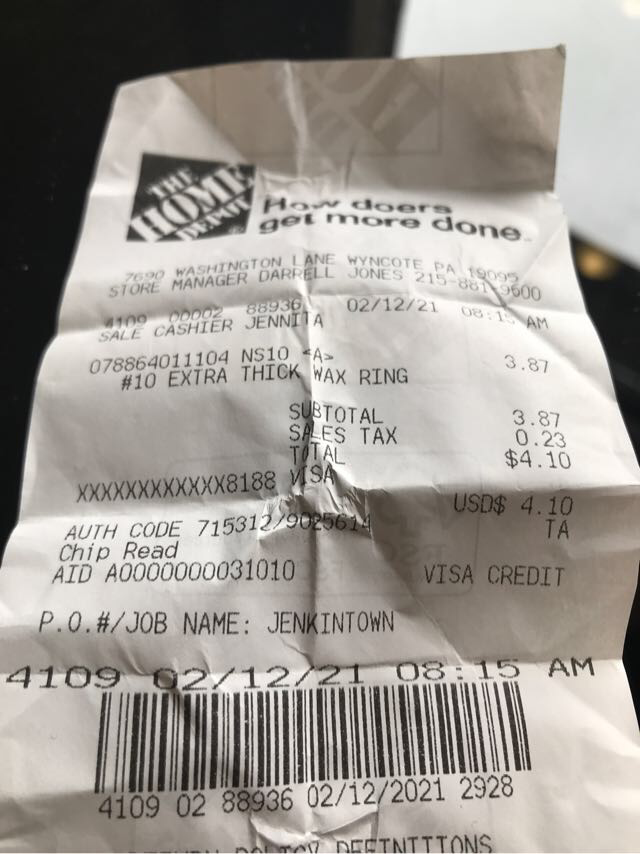 THE
HOME
DEPOT
How doers
get more done.
7690 WASHINGTON LANE WYNCOTE PA 19095
STORE MANAGER DARRELL JONES 215-881-9600
4109 00002 88936 02/12/21 08:15 AM
SALE CASHIER JENNITA
078864011104 NS10 <A> 3.87
#10 EXTRA THICK WAX RING
SUBTOTAL 3.87
SALES TAX 0.23
TOTAL $4.10
XXXXXXXXXXXX8188 VISA
USD$ 4.10
AUTH CODE 715312/9025614 TA
Chip Read
AID A0000000031010 VISA CREDIT
P.O.#/JOB NAME: JENKINTOWN
4109 02/12/21 08:15 AM
4109 02 88936 02/12/2021 2928
POLICY DEFINITIONS